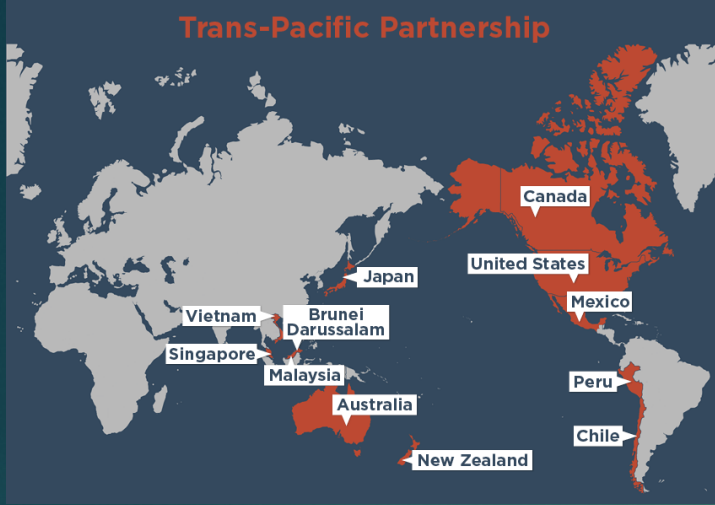 Trans-Pacific Partnership
Canada
United States
Japan
Mexico
Vietnam
Brunei
Darussalam
Singapore
Malaysia
Peru
Australia
Chile
New Zealand